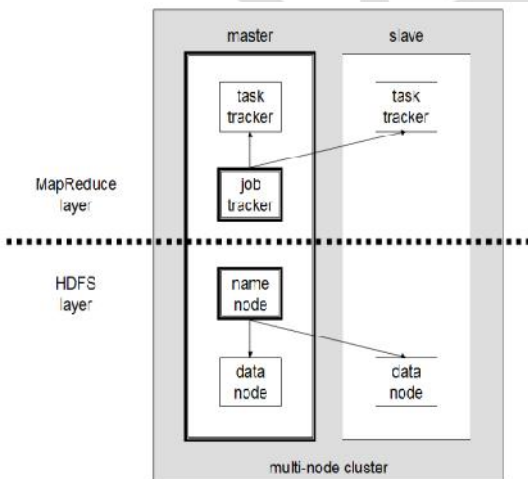 master
slave
task
tracker
task
tracker
MapReduce
layer
job
tracker
HDFS
layer
name
node
data
node
data
node
multi-node cluster